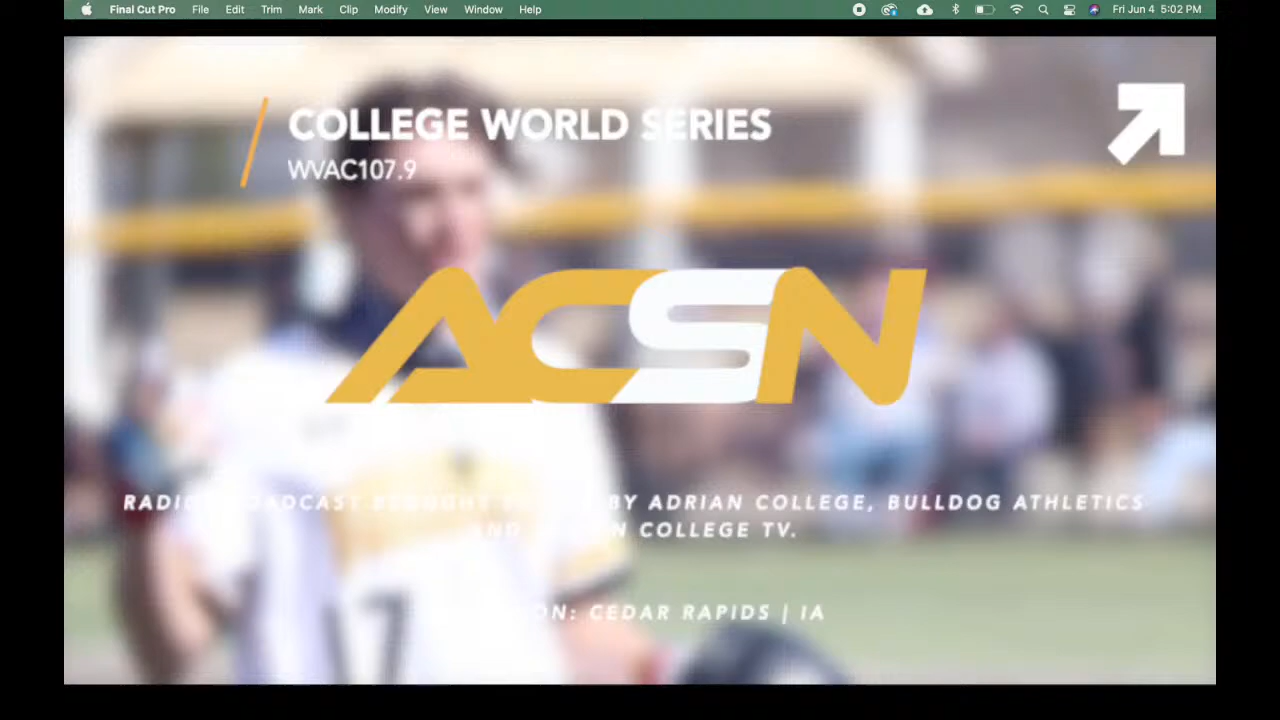 Final Cut Pro File Edit Trim Mark Clip Modify View Window Help Fri Jun 4 5:02 PM
COLLEGE WORLD SERIES
WVAC107.9
ACSN
BY ADRIAN COLLEGE, BULLDOG ATHLETICS
COLLEGE TV.
CEDAR RAPIDS | IA
17